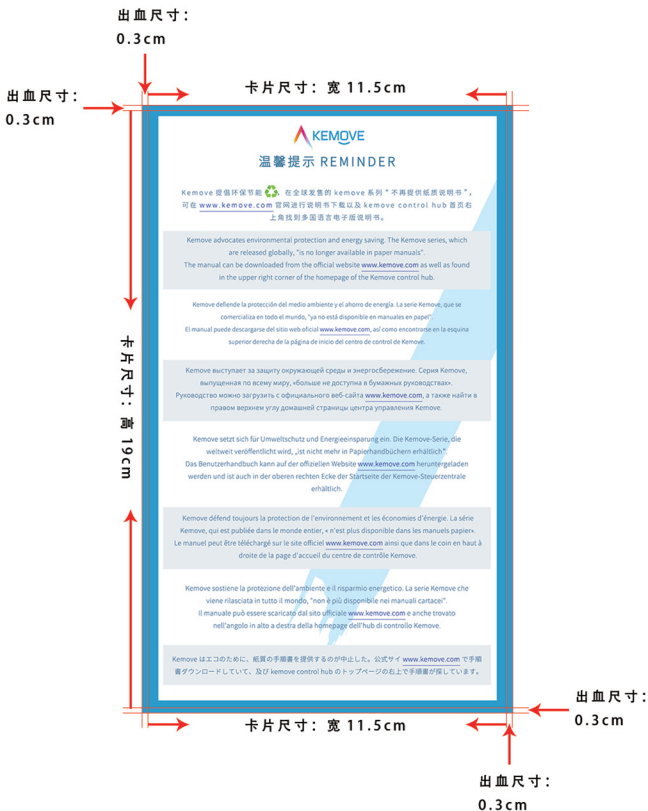 出血尺寸：
0.3cm
出血尺寸：
0.3cm
卡片尺寸：宽 11.5cm
KEMOVE
温馨提示 REMINDER
Kemove 提倡环保节能 ，在全球发售的 kemove 系列 " 不再提供纸质说明书 "，
可在 www.kemove.com 官网进行说明书下载以及 kemove control hub 首页右
上角找到多国语言电子版说明书。
Kemove advocates environmental protection and energy saving. The Kemove series, which
are released globally, "is no longer available in paper manuals".
The manual can be downloaded from the official website www.kemove.com as well as found
in the upper right corner of the homepage of the Kemove control hub.
Kemove defiende la protección del medio ambiente y el ahorro de energía. La serie Kemove, que se
comercializa en todo el mundo, "ya no está disponible en manuales en papel"
El manual puede descargarse del sitio web oficial www.kemove.com, así como encontrarse en la esquina
superior derecha de la página de inicio del centro de control de Kemove.
卡片尺寸：高 19cm
Kemove выступает за защиту окружающей среды и энергосбережение. Серия Kemove,
выпущенная по всему миру, «больше не доступна в бумажных руководствах».
Руководство можно загрузить с официального веб-сайта www.kemove.com, а также найти в
правом верхнем углу домашней страницы центра управления Kemove.
Kemove setzt sich für Umweltschutz und Energieeinsparung ein. Die Kemove-Serie, die
weltweit veröffentlicht wird, „ist nicht mehr in Papierhandbüchern erhältlich".
Das Benutzerhandbuch kann auf der offiziellen Website www.kemove.com heruntergeladen
werden und ist auch in der oberen rechten Ecke der Startseite der Kemove-Steuerzentrale
erhältlich.
Kemove défend toujours la protection de l'environnement et les économies d'énergie. La série
Kemove, qui est publiée dans le monde entier, « n'est plus disponible dans les manuels papier».
Le manuel peut être téléchargé sur le site officiel www.kemove.com ainsi que dans le coin en haut à
droite de la page d'accueil du centre de contrôle Kemove.
Kemove sostiene la protezione dell'ambiente e il risparmio energetico. La serie Kemove che
viene rilasciata in tutto il mondo, "non è più disponibile nei manuali cartacei".
Il manuale può essere scaricato dal sito ufficiale www.kemove.com e anche trovato
nell'angolo in alto a destra della homepage dell'hub di controllo Kemove.
Kemove はエコのために、紙質の手順書を提供するのが中止した。公式サイ www.kemove.com で手順
書ダウンロードしていて、及び kemove control hub のトップページの右上で手順書が探しています。
出血尺寸：
0.3cm
卡片尺寸：宽 11.5cm
出血尺寸：
0.3cm